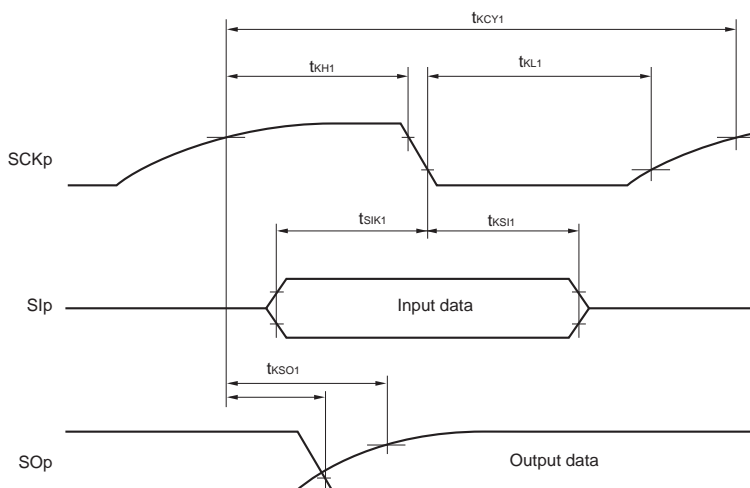 tKCY1
tKH1
tKL1
SCKp
tSIK1
tKSI1
SIp
Input data
tKSO1
SOp
Output data